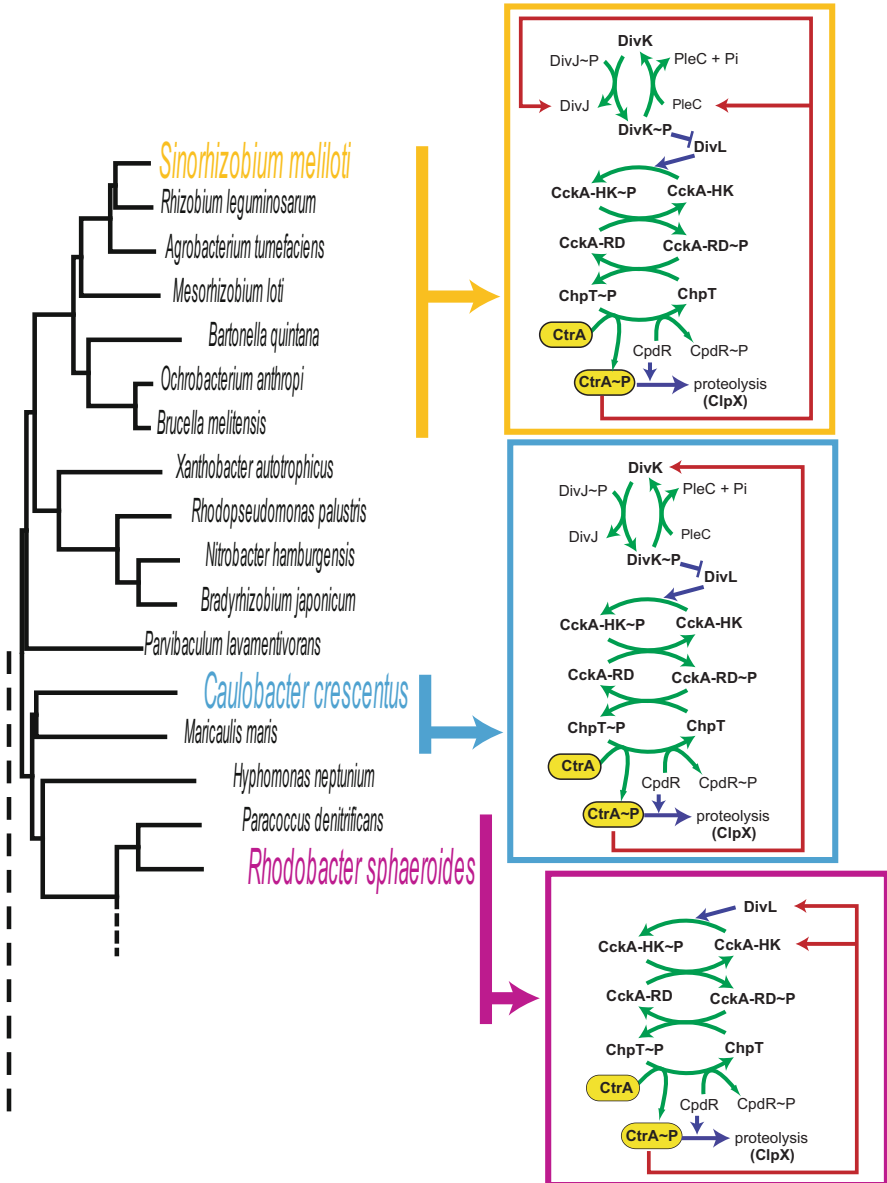 Sinorhizobium meliloti
Rhizobium leguminosarum
Agrobacterium tumefaciens
Mesorhizobium loti
Bartonella quintana
Ochrobacterium anthropi
Brucella melitensis
Xanthobacter autotrophicus
Rhodopseudomonas palustris
Nitrobacter hamburgensis
Bradyrhizobium japonicum
Parvibaculum lavamentivorans
Caulobacter crescentus
Maricaulis maris
Hyphomonas neptunium
Paracoccus denitrificans
Rhodobacter sphaeroides
DivK
DivJ~P PleC + Pi
DivJ PleC
DivK~P
DivL
CckA-HK~P CckA-HK
CckA-RD CckA-RD~P
ChpT~P ChpT
CtrA
CpdR CpdR~P
CtrA~P proteolysis
(ClpX)
DivK
DivJ~P PleC + Pi
DivJ PleC
DivK~P
DivL
CckA-HK~P CckA-HK
CckA-RD CckA-RD~P
ChpT~P ChpT
CtrA
CpdR CpdR~P
CtrA~P proteolysis
(ClpX)
DivL
CckA-HK~P CckA-HK
CckA-RD CckA-RD~P
ChpT~P ChpT
CtrA
CpdR CpdR~P
CtrA~P proteolysis
(ClpX)